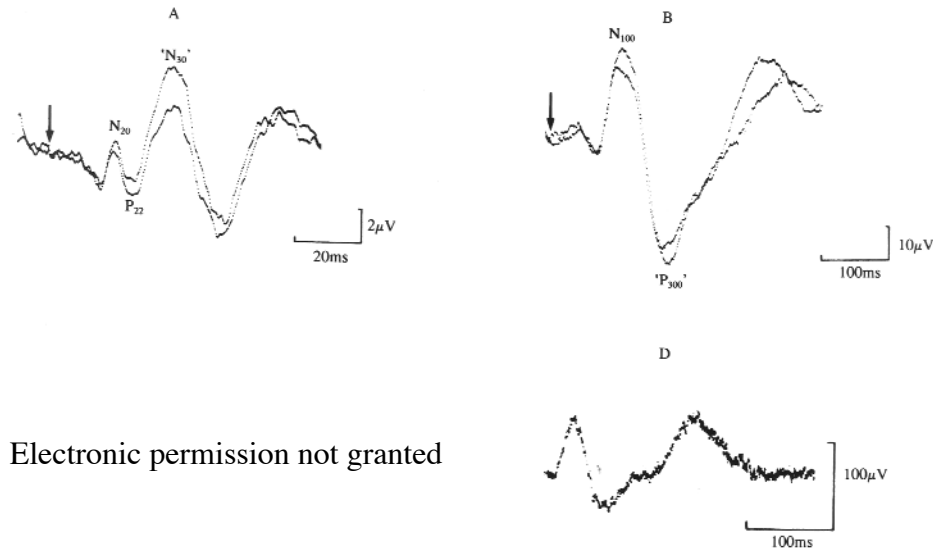 A
B
'N30'
N20
P22
2μV
20ms
N100
'P300'
10μV
100ms
D
Electronic permission not granted
100μV
100ms